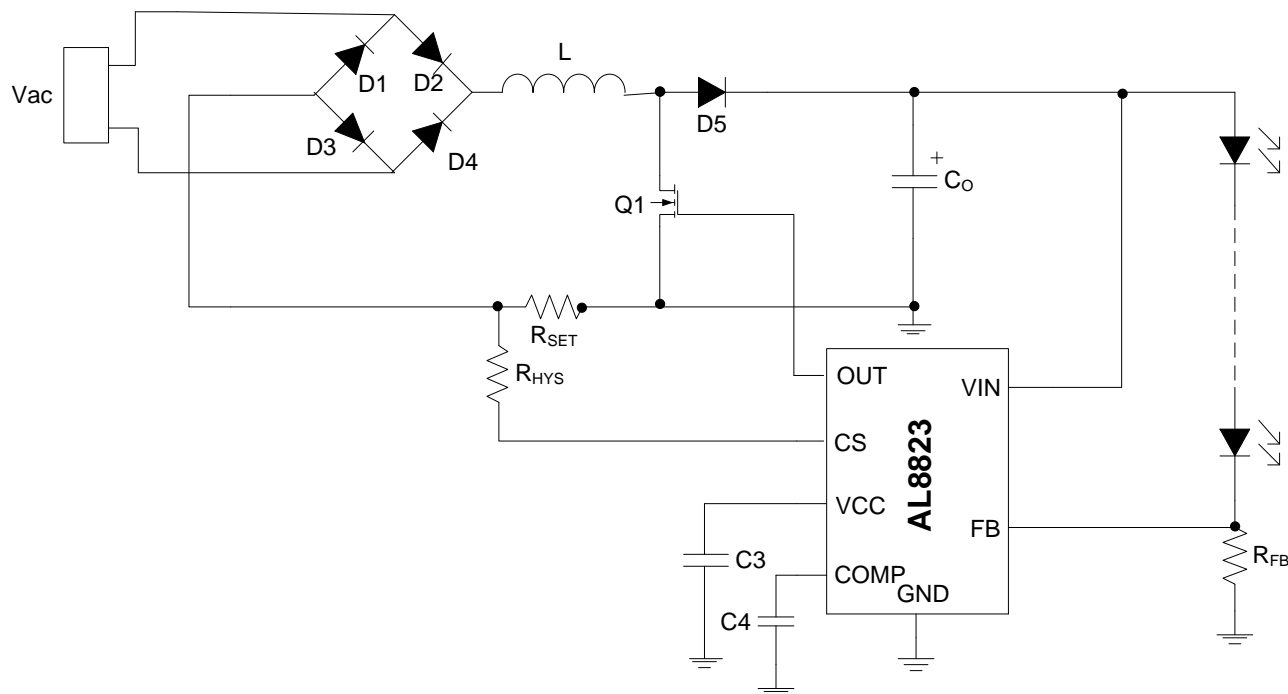 Vac
D1
D2
D3
D4
L
D5
+
C_O
Q1
R_SET
R_HYS
OUT
CS
VCC
COMP
GND
VIN
FB
AL8823
C3
C4
R_FB